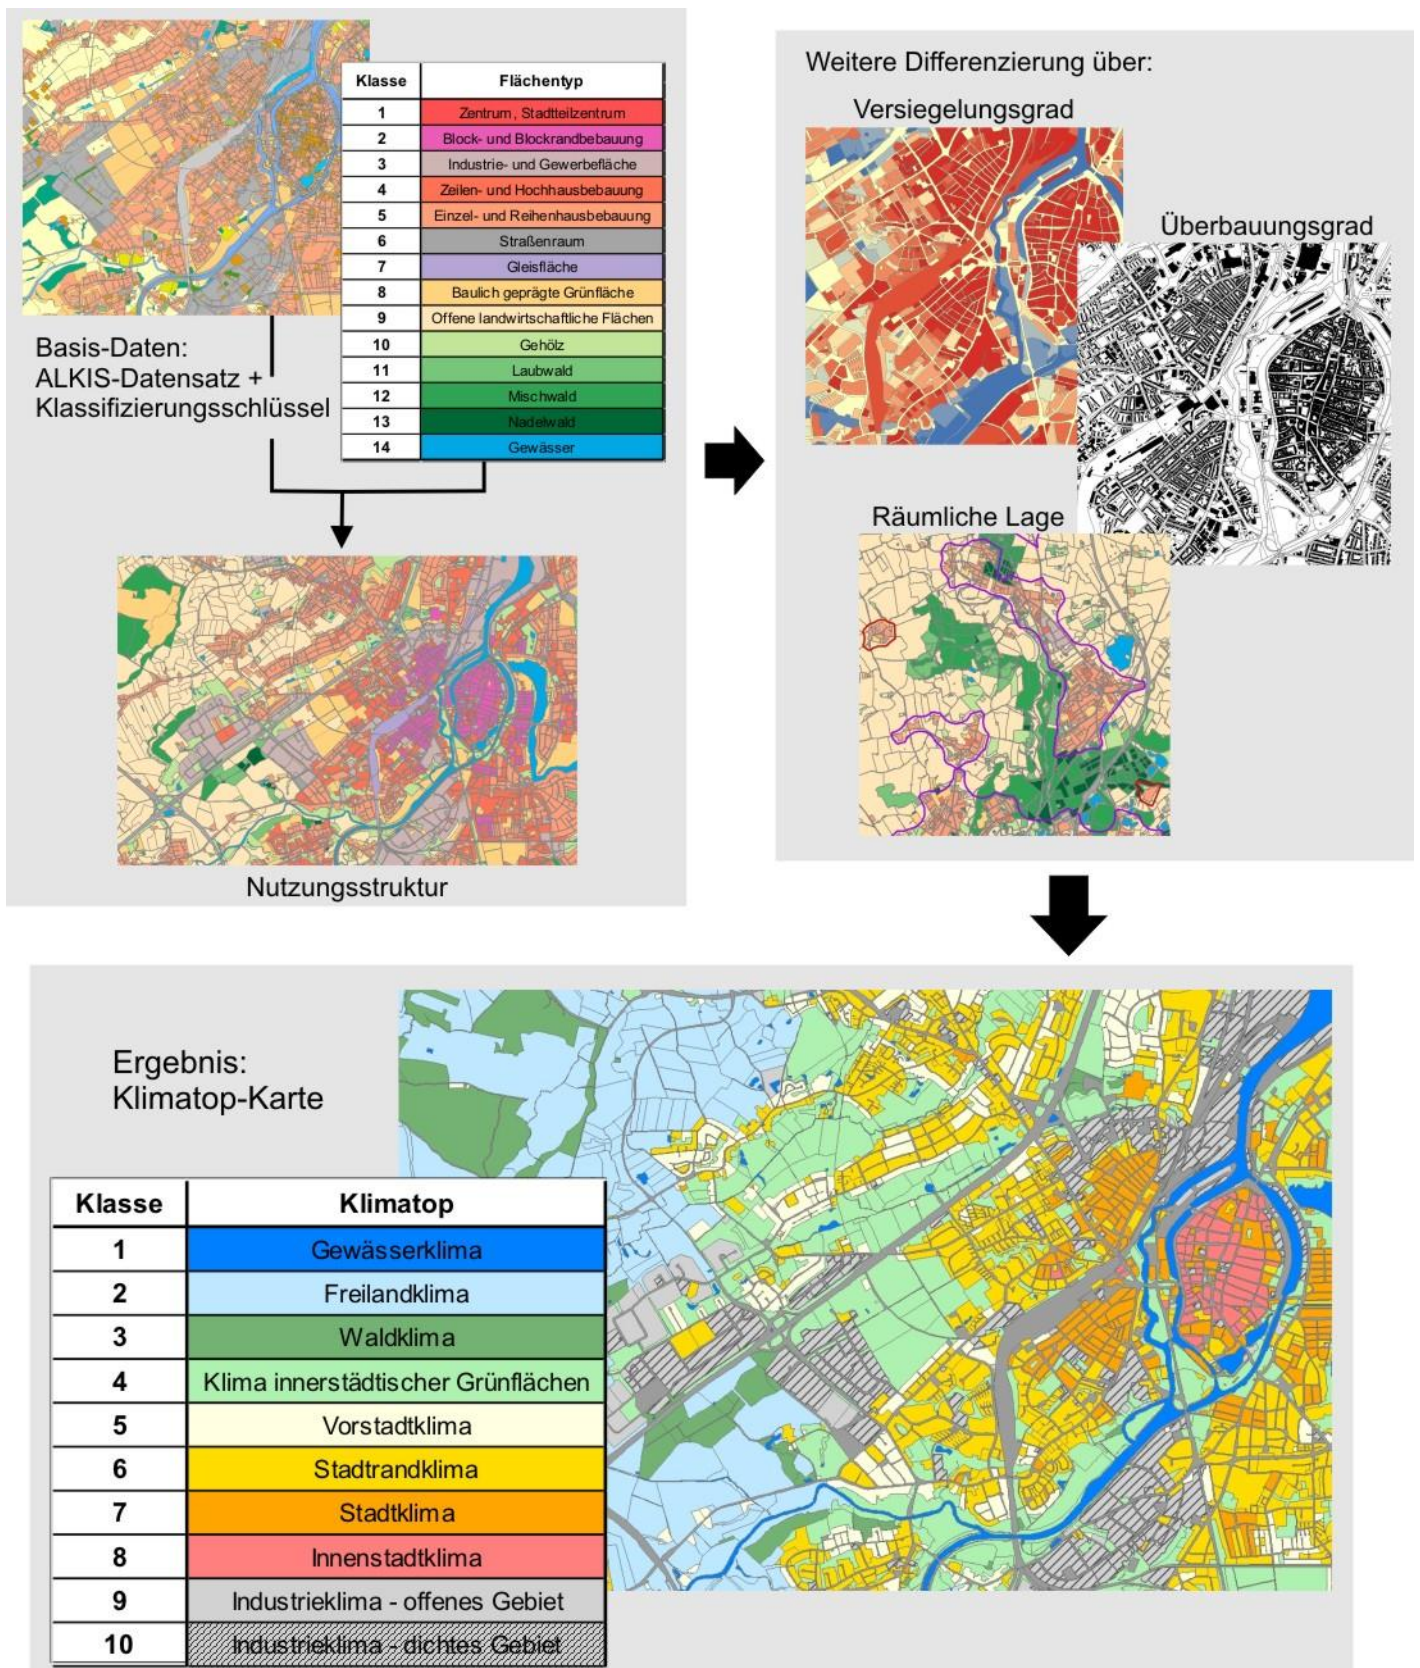 Klasse Flächentyp
1 Zentrum, Stadtteilzentrum
2 Block- und Blockrandbebauung
3 Industrie- und Gewerbefläche
4 Zeilen- und Hochhausbebauung
5 Einzel- und Reihenhausbebauung
6 Straßenraum
7 Gleisfläche
8 Baulich geprägte Grünfläche
9 Offene landwirtschaftliche Flächen
10 Gehölz
11 Laubwald
12 Mischwald
13 Nadelwald
14 Gewässer
Basis-Daten:
ALKIS-Datensatz +
Klassifizierungsschlüssel
Nutzungsstruktur
Weitere Differenzierung über:
Versiegelungsgrad
Überbauungsgrad
Räumliche Lage
Ergebnis:
Klimatop-Karte
Klasse Klimatop
1 Gewässerklima
2 Freilandklima
3 Waldklima
4 Klima innerstädtischer Grünflächen
5 Vorstadtklima
6 Stadtrandklima
7 Stadtklima
8 Innenstadtklima
9 Industrieklima - offenes Gebiet
10 Industrieklima - dichtes Gebiet